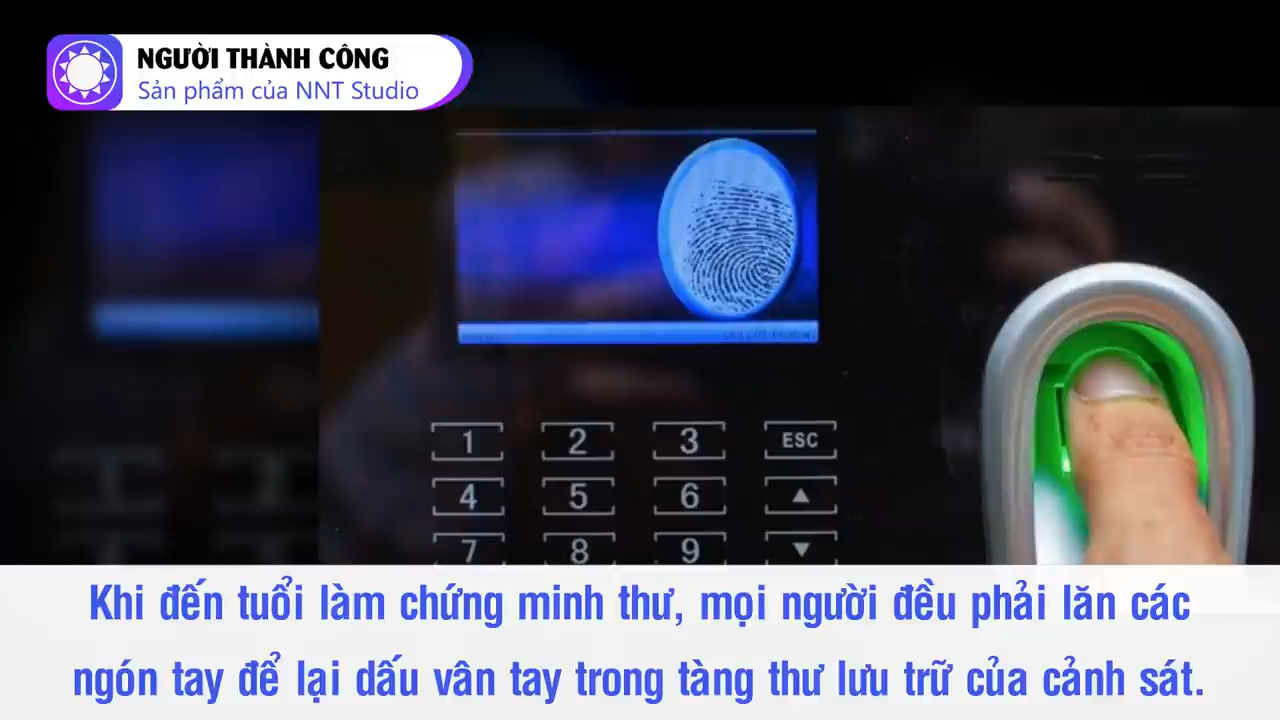 NGƯỜI THÀNH CÔNG
Sản phẩm của NNT Studio
1 2 3 ESC
4 5 6 ▲
7 8 9 ▼
Khi đến tuổi làm chứng minh thư, mọi người đều phải lăn các
ngón tay để lại dấu vân tay trong tàng thư lưu trữ của cảnh sát.